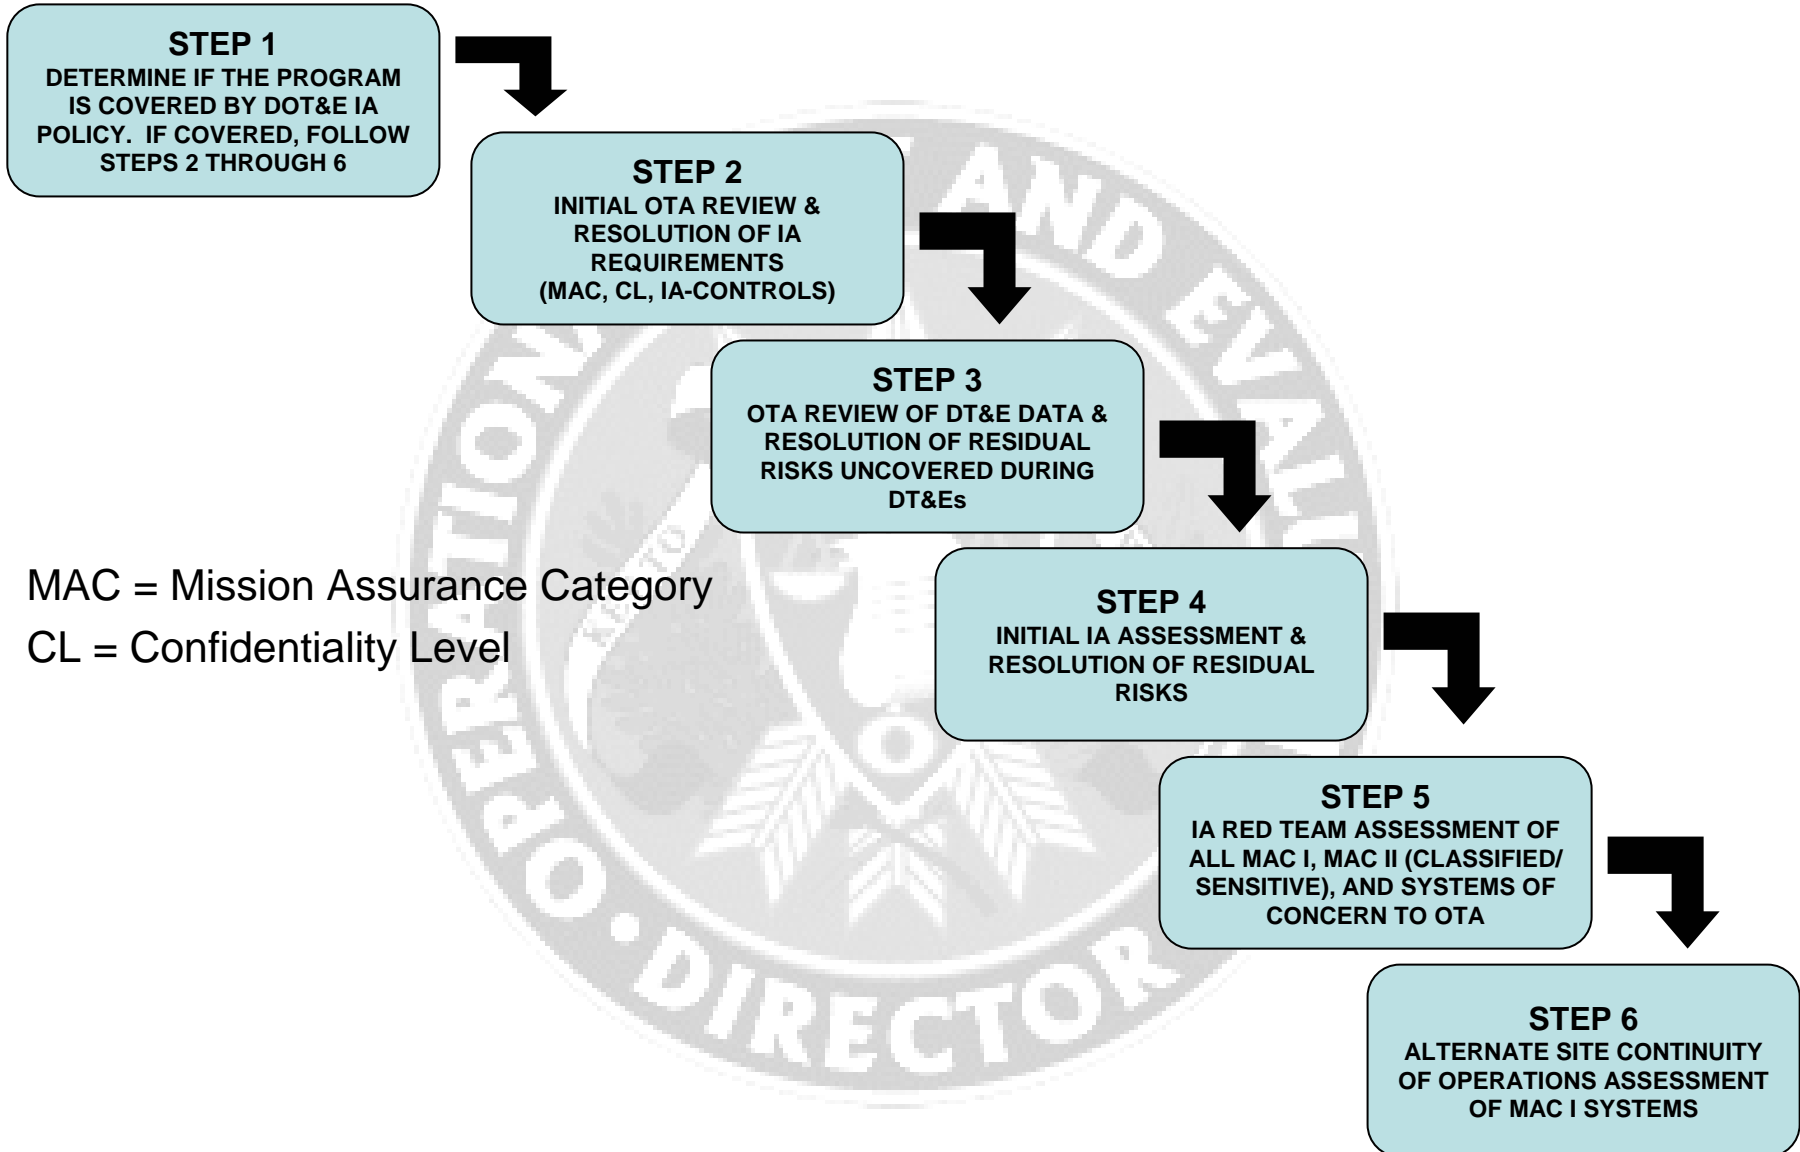 STEP 1
DETERMINE IF THE PROGRAM
IS COVERED BY DOT&E IA
POLICY.  IF COVERED, FOLLOW
STEPS 2 THROUGH 6
STEP 2
INITIAL OTA REVIEW &
RESOLUTION OF IA
REQUIREMENTS
(MAC, CL, IA-CONTROLS)
STEP 3
OTA REVIEW OF DT&E DATA &
RESOLUTION OF RESIDUAL
RISKS UNCOVERED DURING
DT&Es
MAC = Mission Assurance Category
CL = Confidentiality Level
STEP 4
INITIAL IA ASSESSMENT &
RESOLUTION OF RESIDUAL
RISKS
STEP 5
IA RED TEAM ASSESSMENT OF
ALL MAC I, MAC II (CLASSIFIED/
SENSITIVE), AND SYSTEMS OF
CONCERN TO OTA
STEP 6
ALTERNATE SITE CONTINUITY
OF OPERATIONS ASSESSMENT
OF MAC I SYSTEMS
AND
DIRECTOR